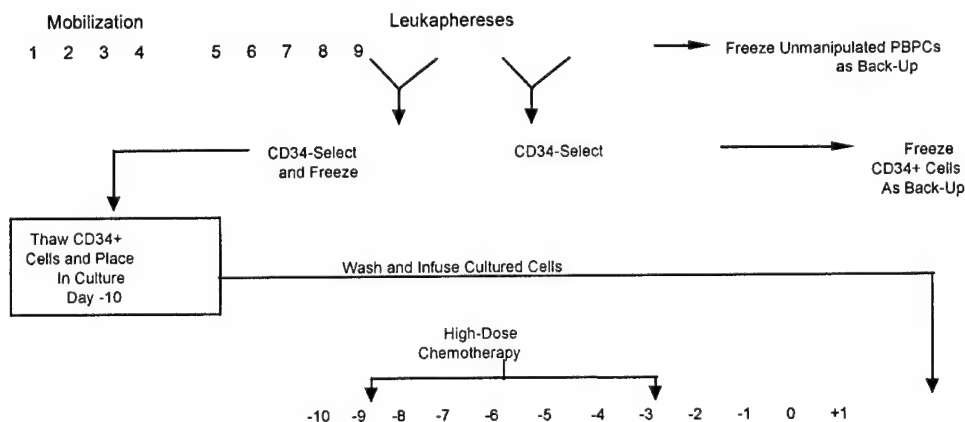 Mobilization
Leukaphereses
1 2 3 4 5 6 7 8 9
Freeze Unmanipulated PBPCs
as Back-Up
CD34-Select
and Freeze
CD34-Select
Freeze
CD34+ Cells
As Back-Up
Thaw CD34+
Cells and Place
In Culture
Day -10
Wash and Infuse Cultured Cells
High-Dose
Chemotherapy
-10 -9 -8 -7 -6 -5 -4 -3 -2 -1 0 +1